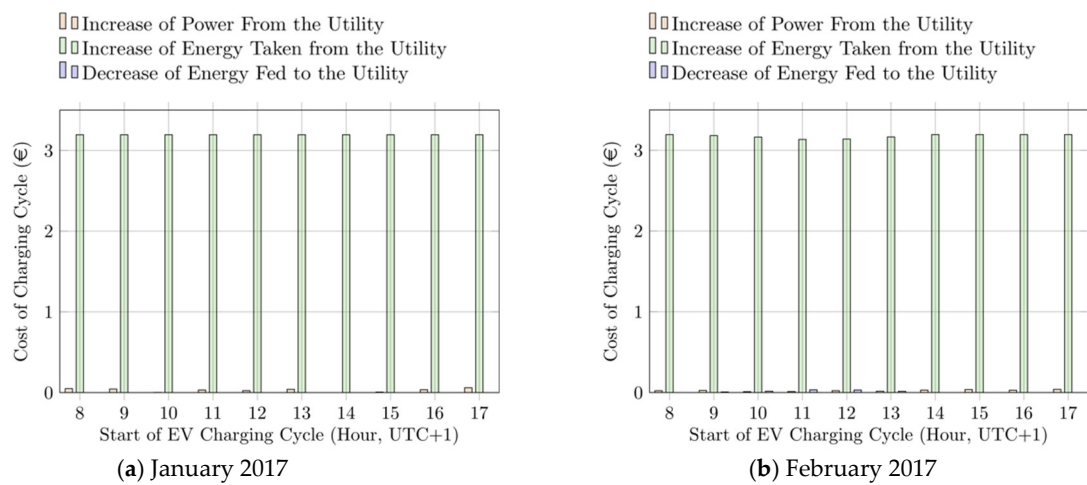 Increase of Power From the Utility
Increase of Energy Taken from the Utility
Decrease of Energy Fed to the Utility
Cost of Charging Cycle (€)
3
2
1
0
8 9 10 11 12 13 14 15 16 17
Start of EV Charging Cycle (Hour, UTC+1)
(a) January 2017
Increase of Power From the Utility
Increase of Energy Taken from the Utility
Decrease of Energy Fed to the Utility
Cost of Charging Cycle (€)
3
2
1
0
8 9 10 11 12 13 14 15 16 17
Start of EV Charging Cycle (Hour, UTC+1)
(b) February 2017